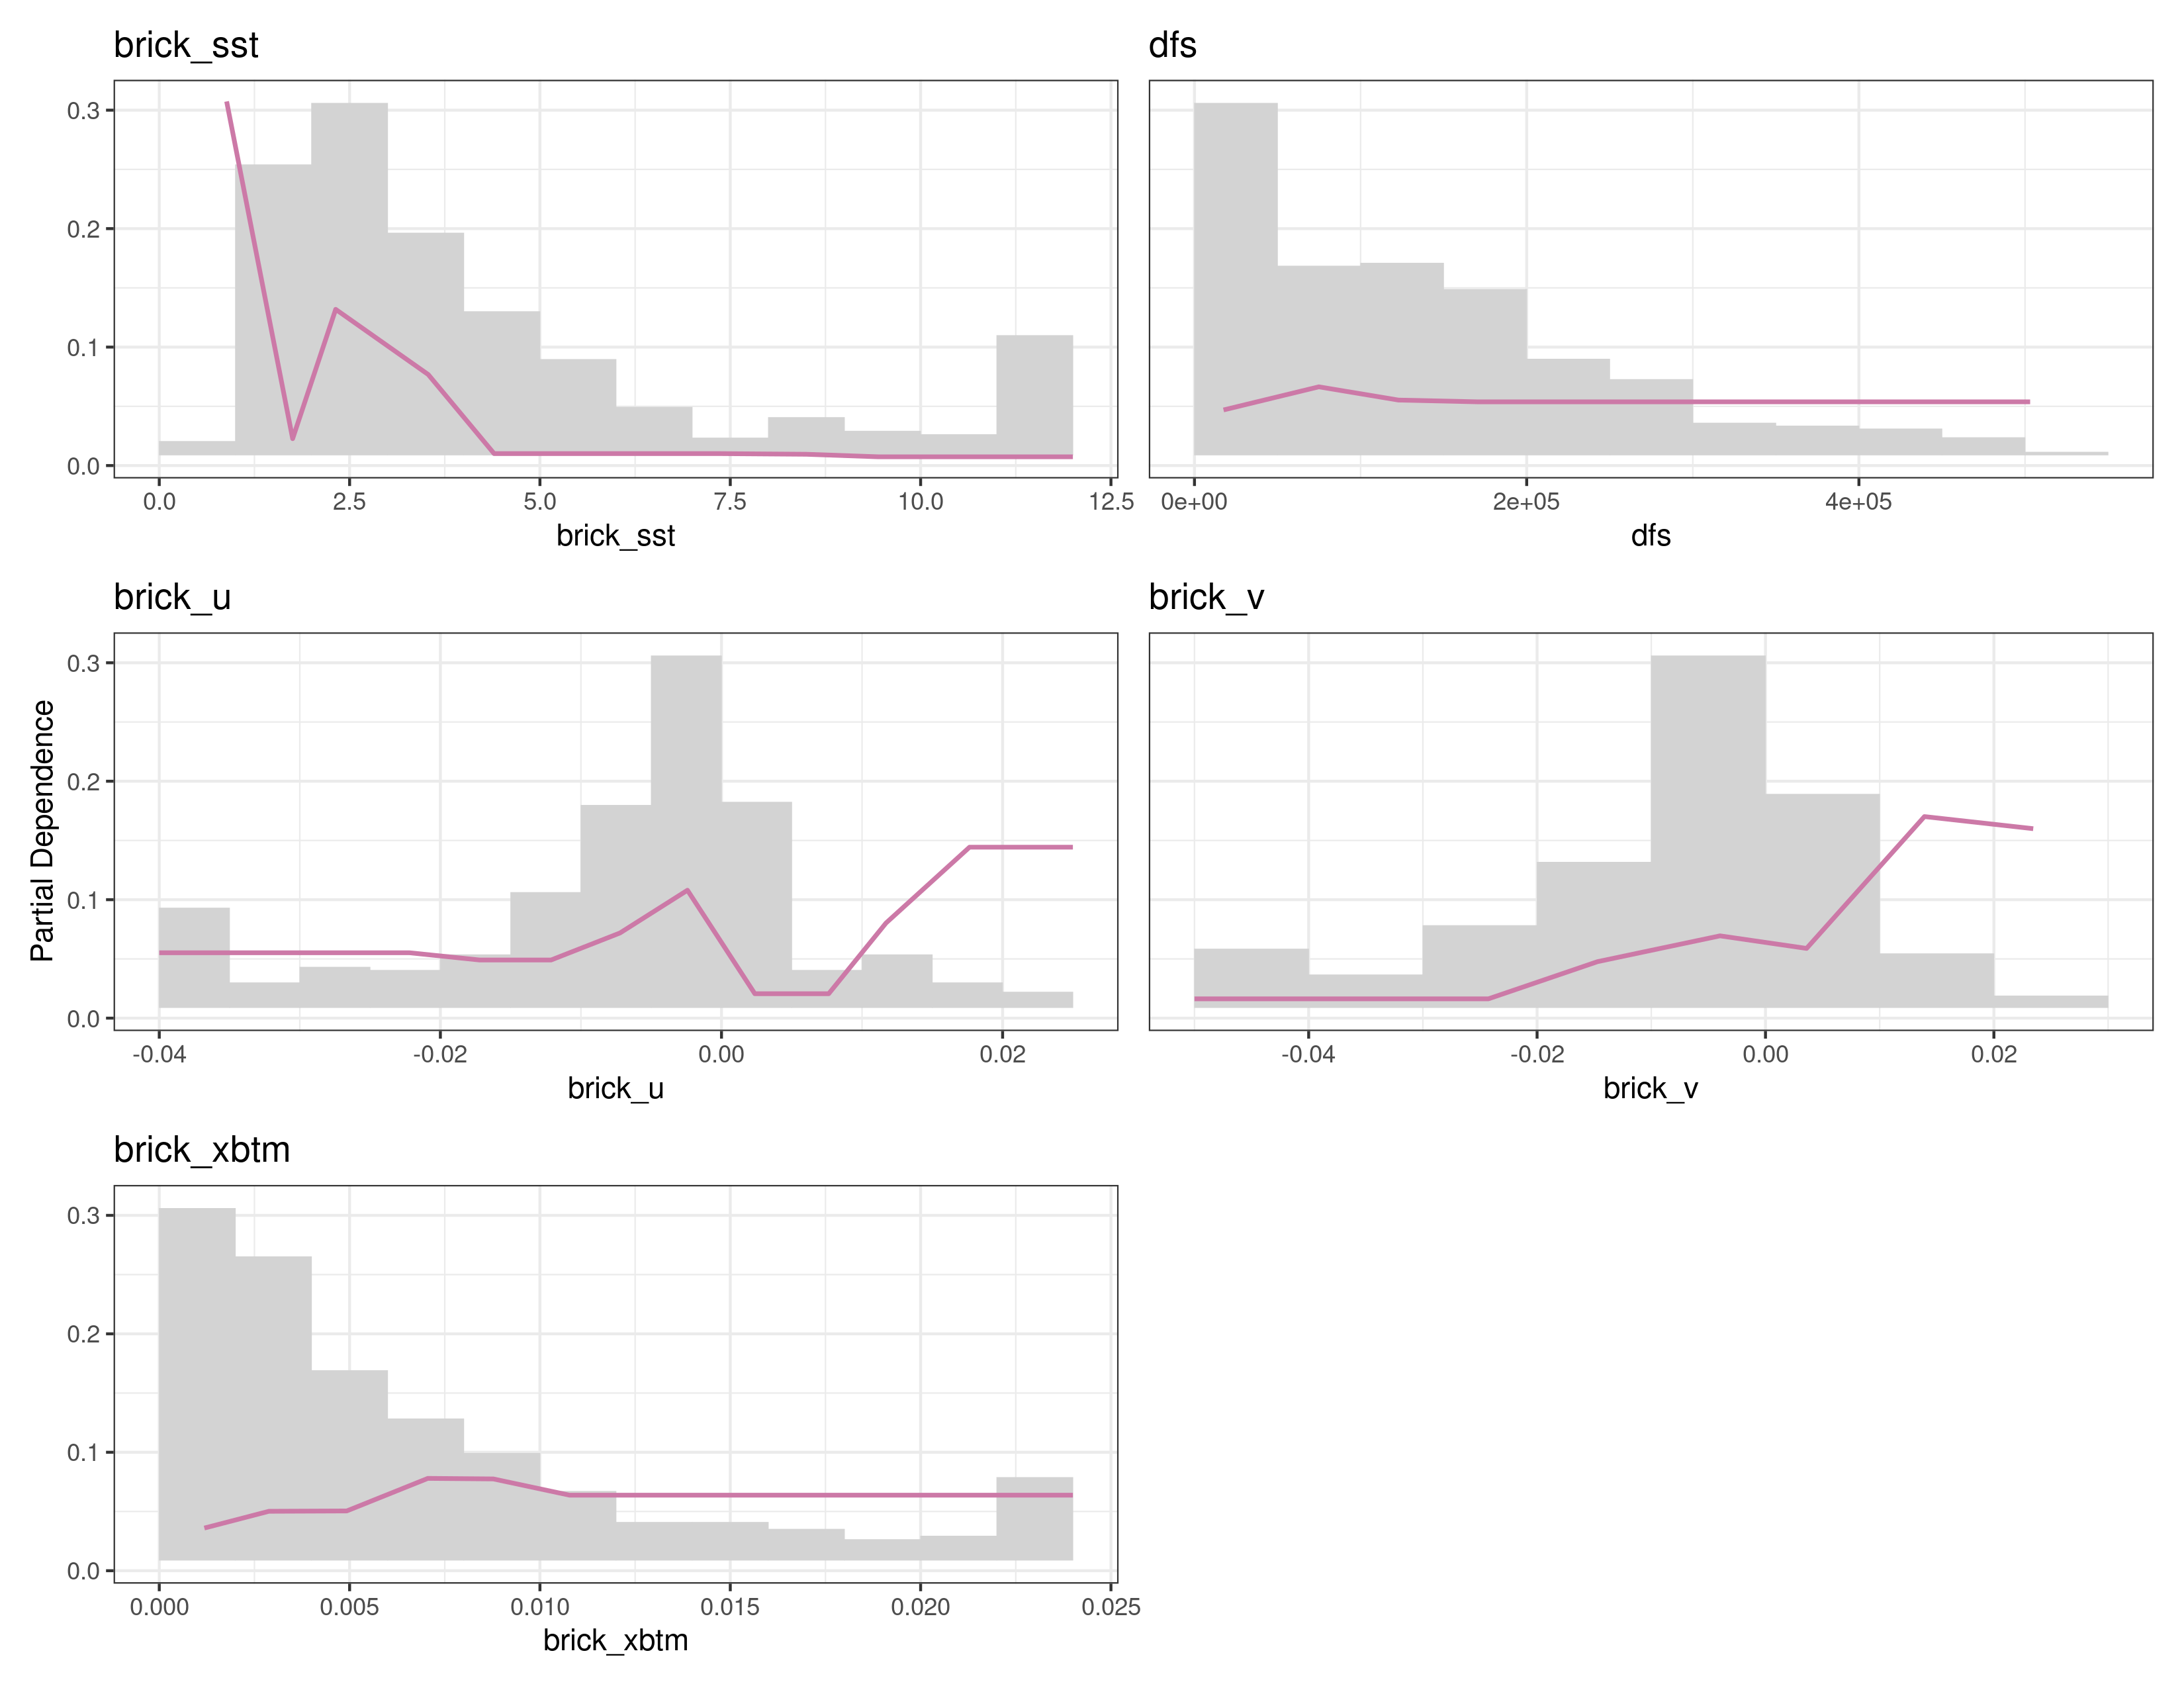 brick_sst
dfs
0.3
0.2
0.1
0.0
0.0 2.5 5.0 7.5 10.0 12.5
0e+00 2e+05 4e+05
brick_sst
dfs
brick_u
brick_v
Partial Dependence
0.3
0.2
0.1
0.0
-0.04 -0.02 0.00 0.02
-0.04 -0.02 0.00 0.02
brick_u
brick_v
brick_xbtm
0.3
0.2
0.1
0.0
0.000 0.005 0.010 0.015 0.020 0.025
brick_xbtm